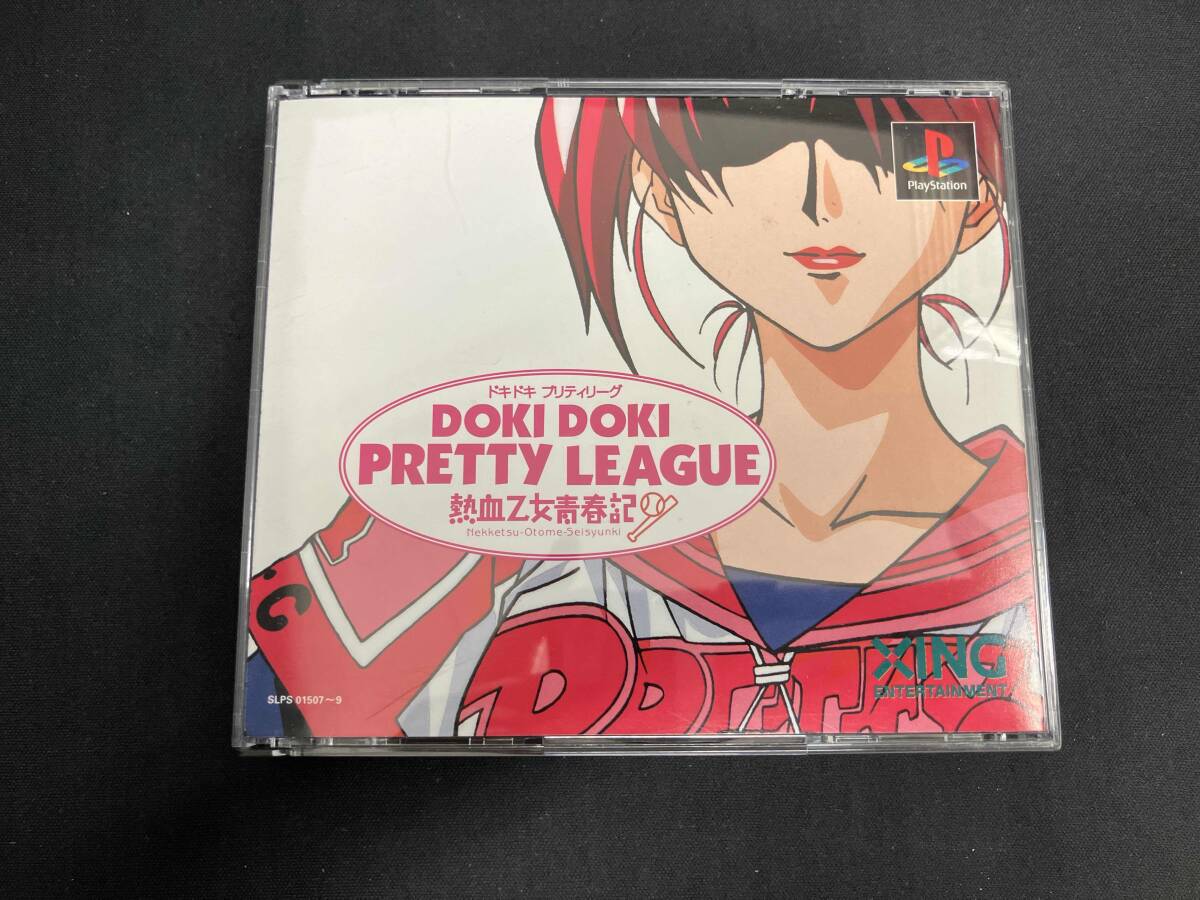 PlayStation
ドキドキ プリティリーグ
DOKI DOKI
PRETTY LEAGUE
熱血乙女青春記
Nekketsu-Otome-Seisyunki
.C
XING
ENTERTAINMENT
SLPS 01507~9